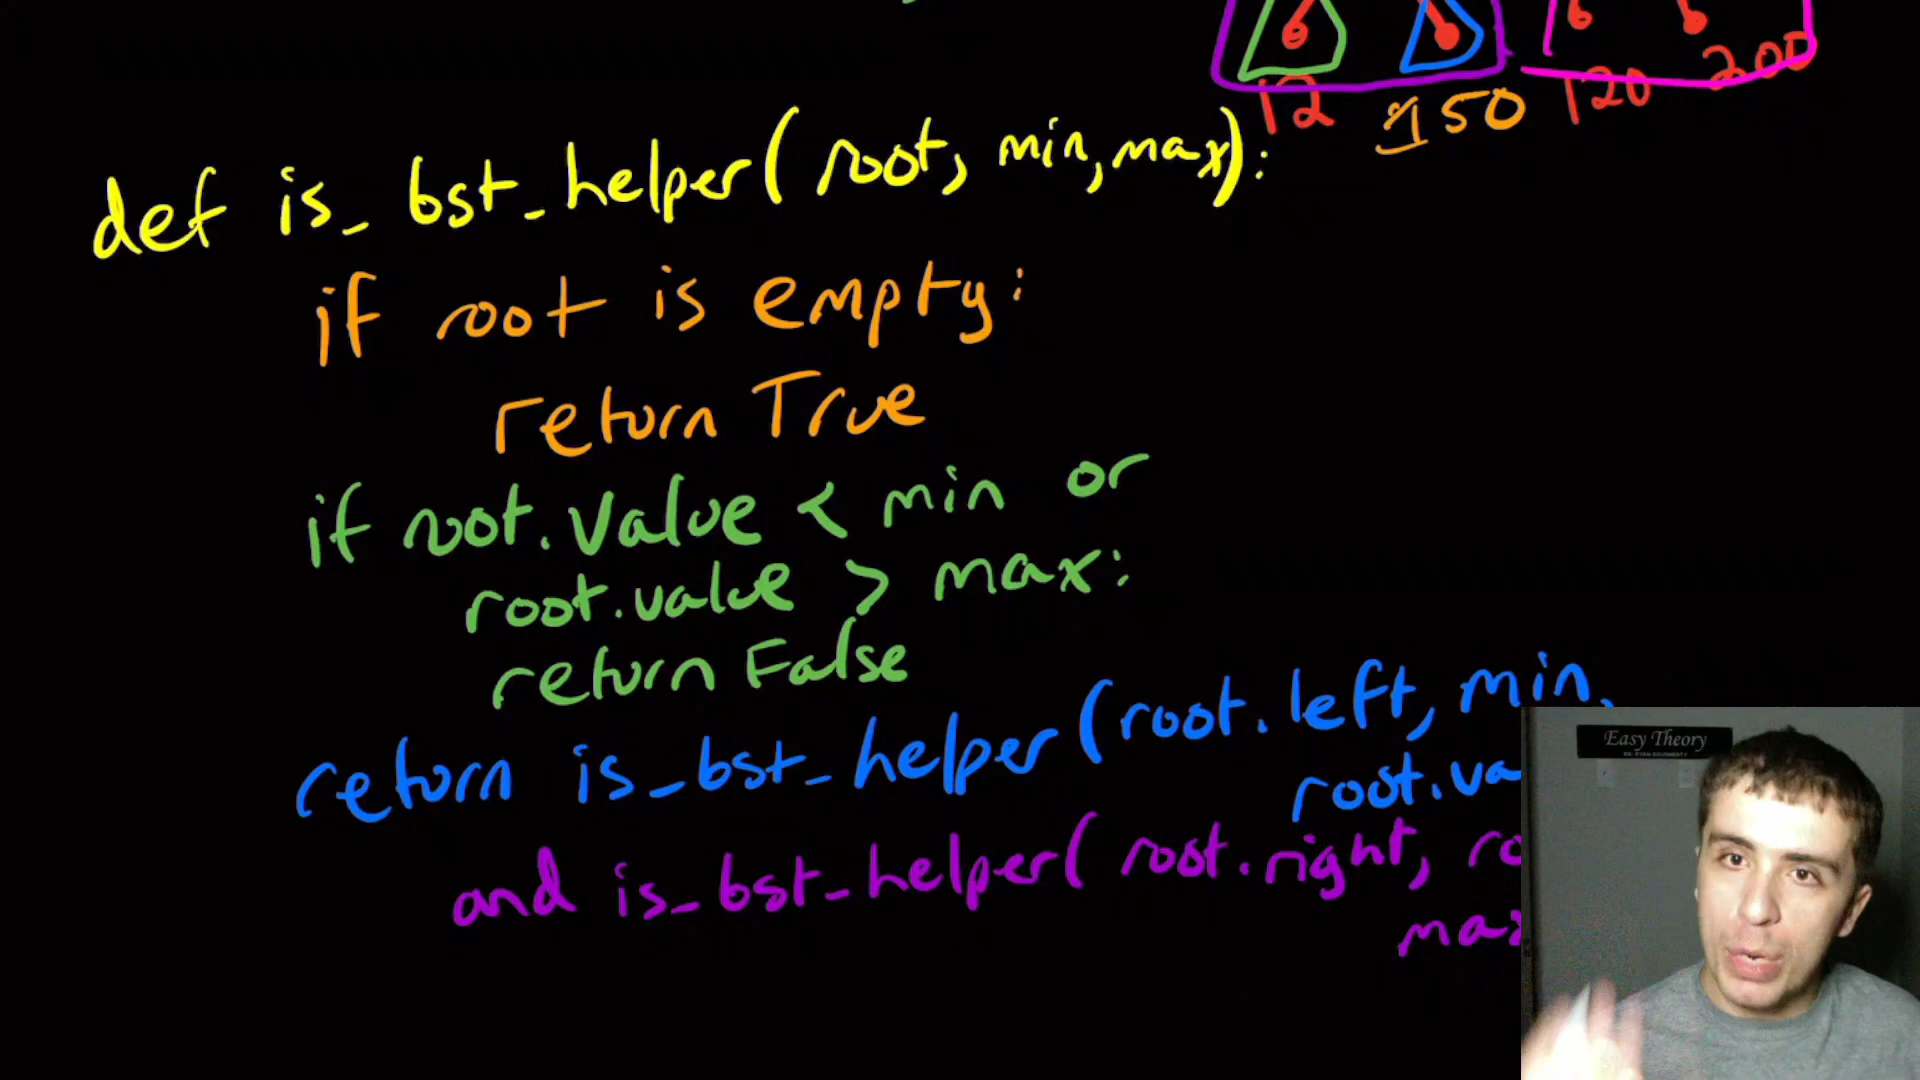 12 150 120 200
def is_bst_helper(root, min,max):
if root is empty:
return True
if root.value < min or
root.value > max:
return False
return is_bst_helper(root.left, min,
root.va
and is_bst_helper(root.right, ro
max
Easy Theory